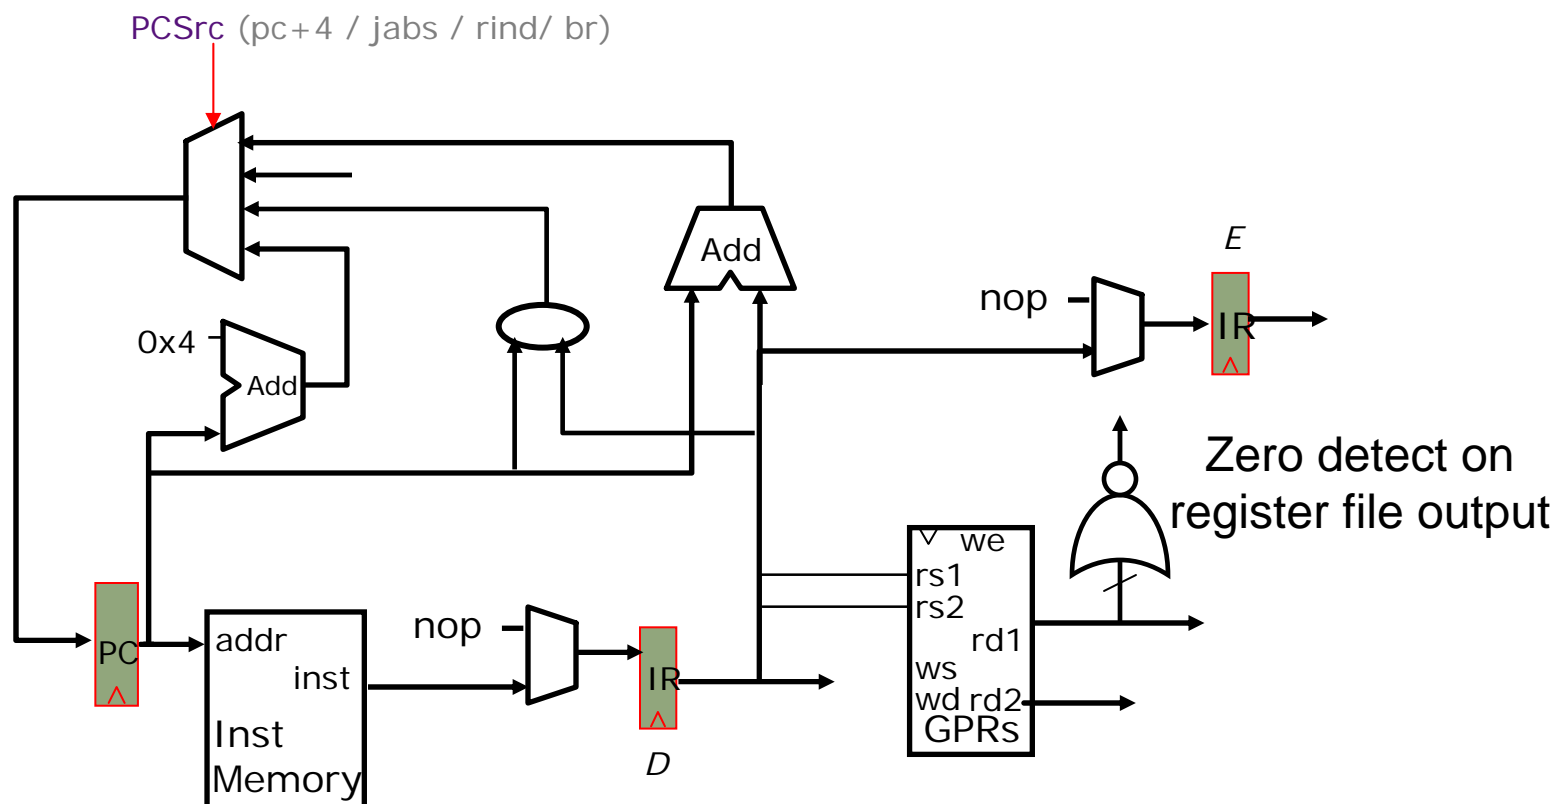 PCSrc (pc+4 / jabs / rind/ br)
Add
E
nop
IR
0x4
Add
Zero detect on
register file output
we
rs1
rs2
rd1
ws
wd rd2
GPRs
PC
addr
inst
Inst
Memory
nop
IR
D